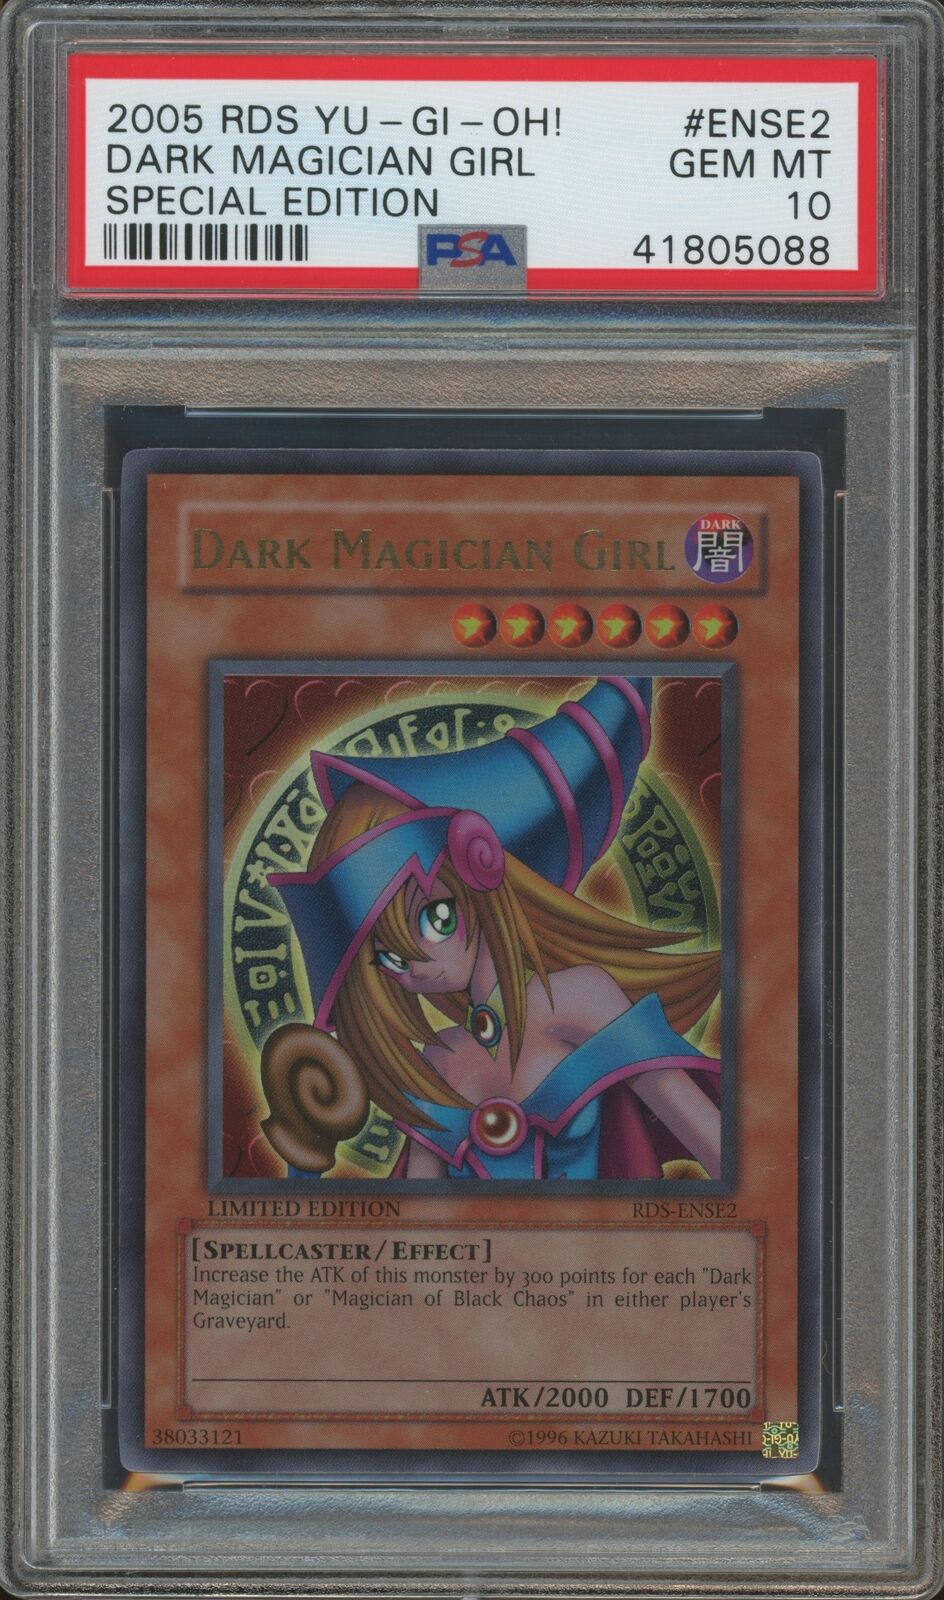 2005 RDS YU-GI-OH! #ENSE2
DARK MAGICIAN GIRL GEM MT
SPECIAL EDITION 10
PSA 41805088
DARK MAGICIAN GIRL DARK 闇
LIMITED EDITION RDS-ENSE2
[SPELLCASTER/EFFECT]
Increase the ATK of this monster by 300 points for each "Dark
Magician" or "Magician of Black Chaos" in either player's
Graveyard.
ATK/2000 DEF/1700
38033121 ©1996 KAZUKI TAKAHASHI